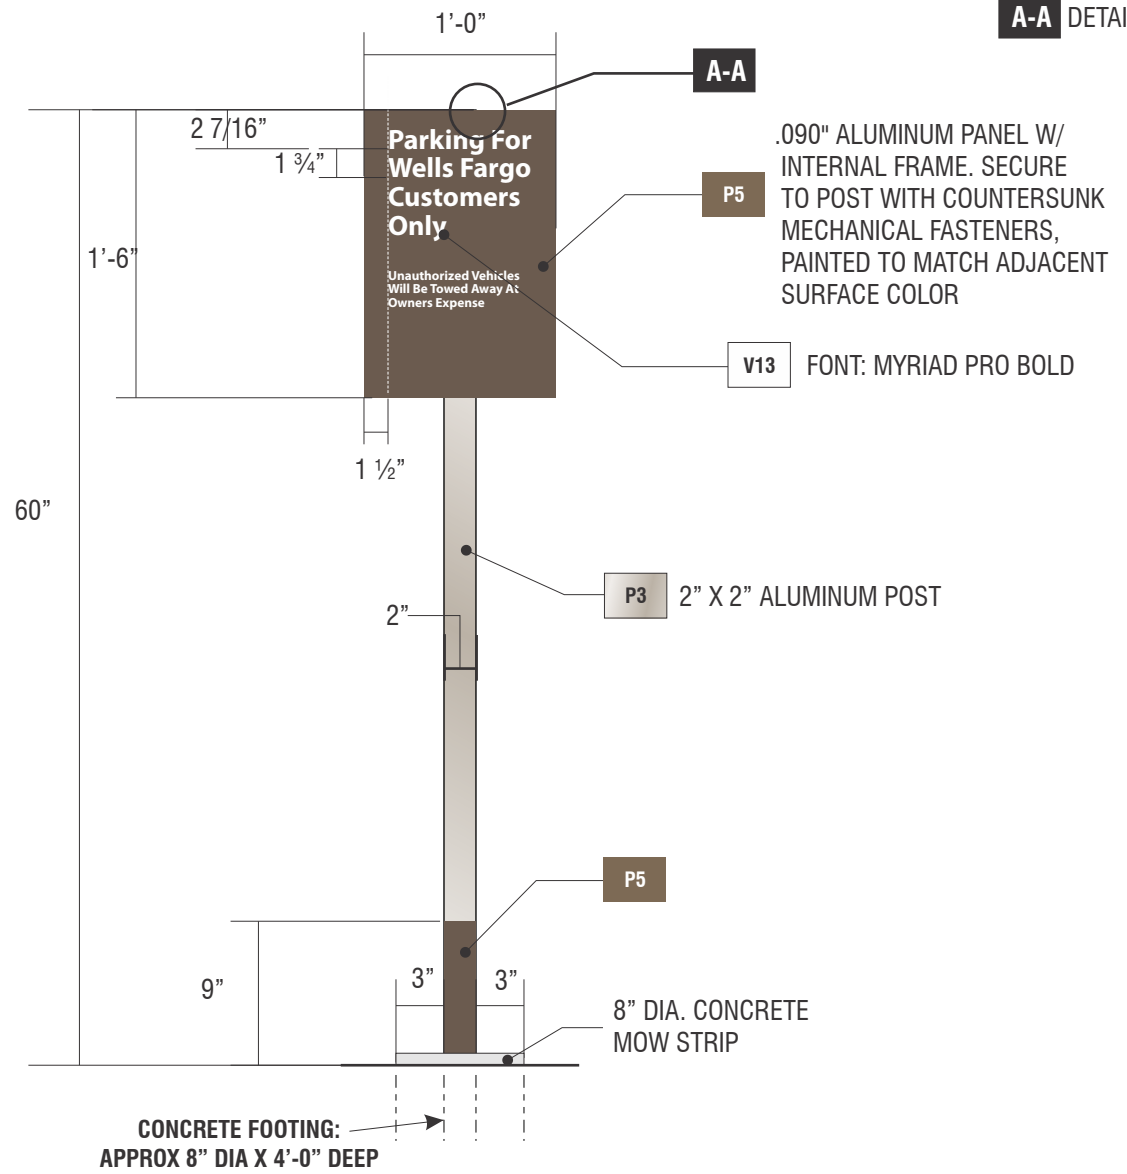 1’-0”
A-A DETAI
A-A
2 7/16”
1 ¾”
1’-6”
60”
Parking For
Wells Fargo
Customers
Only
Unauthorized Vehicles
Will Be Towed Away At
Owners Expense
P5
.090" ALUMINUM PANEL W/
INTERNAL FRAME. SECURE
TO POST WITH COUNTERSUNK
MECHANICAL FASTENERS,
PAINTED TO MATCH ADJACENT
SURFACE COLOR
V13 FONT: MYRIAD PRO BOLD
1 ½”
P3 2” X 2” ALUMINUM POST
2”
P5
9”
3”
3”
8” DIA. CONCRETE
MOW STRIP
CONCRETE FOOTING:
APPROX 8” DIA X 4’-0” DEEP